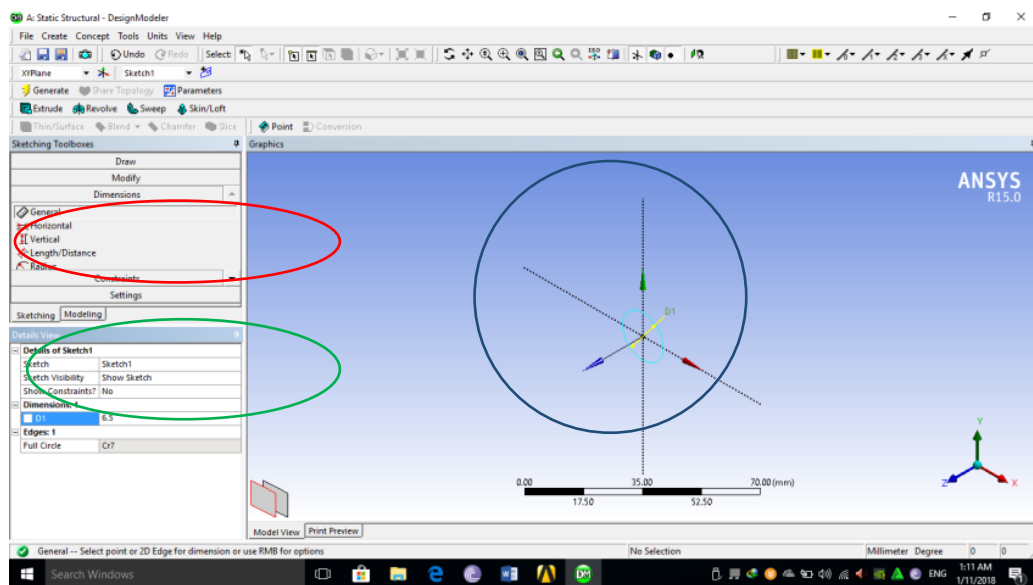 A: Static Structural - DesignModeler
File Create Concept Tools Units View Help
Undo Redo Select:
XYPlane Sketch1
Generate Share Topology Parameters
Extrude Revolve Sweep Skin/Loft
Thin/Surface Blend Chamfer Slice Point Conversion
Sketching Toolboxes
Draw
Modify
Dimensions
General
Horizontal
Vertical
Length/Distance
Radius
Constraints
Settings
Sketching Modeling
Details View
Details of Sketch1
Sketch Sketch1
Sketch Visibility Show Sketch
Show Constraints? No
Dimensions: 1
D1 6.5
Edges: 1
Full Circle Cr7
Graphics
ANSYS
R15.0
D1
Y
Z X
0.00 35.00 70.00 (mm)
17.50 52.50
Model View Print Preview
General -- Select point or 2D Edge for dimension or use RMB for options No Selection Millimeter Degree 0 0
Search Windows ENG 1:11 AM
1/11/2018